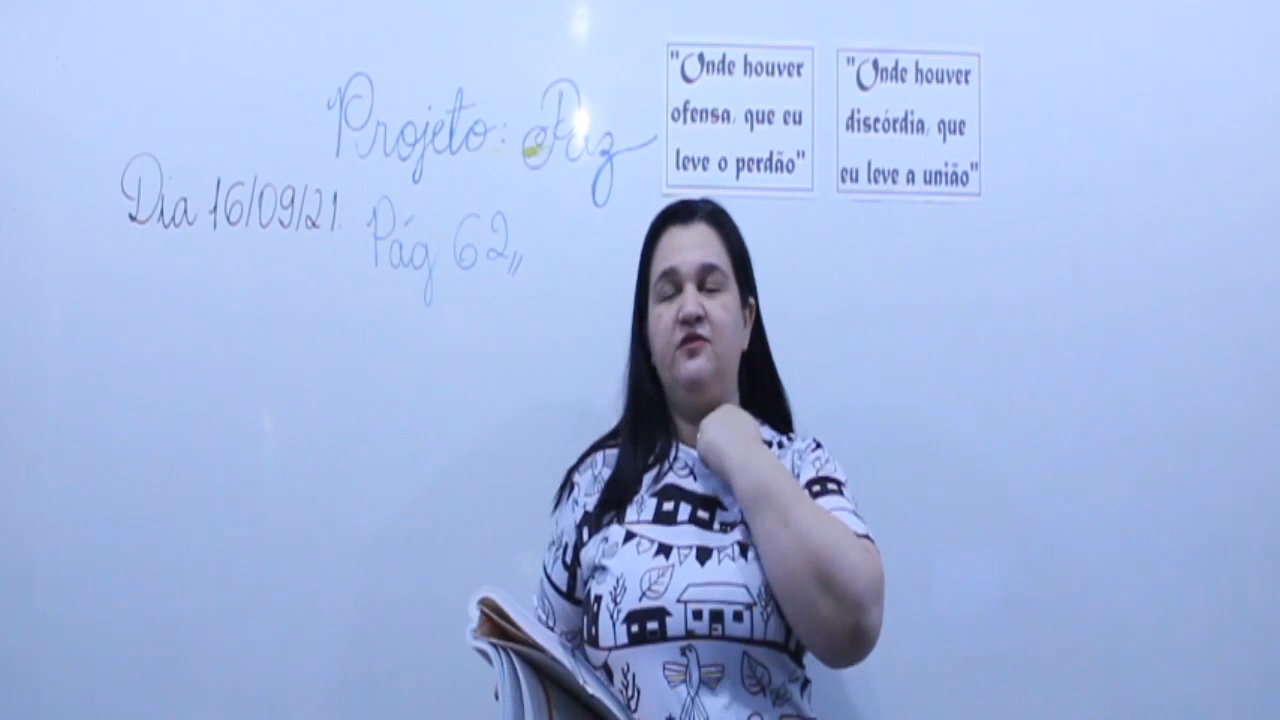 Projeto: Paz
Dia 16/09/21.
Pág 62,,
"Onde houver
ofensa, que eu
leve o perdão"
"Onde houver
discórdia, que
eu leve a união"